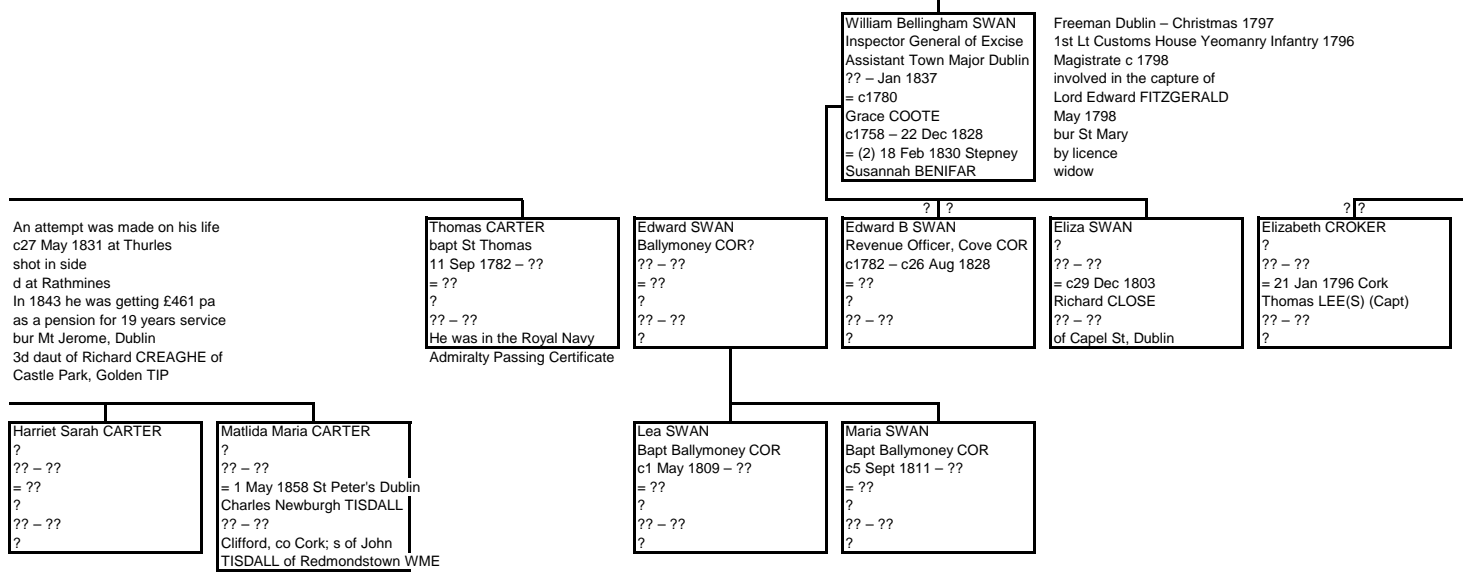 William Bellingham SWAN
Inspector General of Excise
Assistant Town Major Dublin
?? – Jan 1837
= c1780
Grace COOTE
c1758 – 22 Dec 1828
= (2) 18 Feb 1830 Stepney
Susannah BENIFAR
Freeman Dublin – Christmas 1797
1st Lt Customs House Yeomanry Infantry 1796
Magistrate c 1798
involved in the capture of
Lord Edward FITZGERALD
May 1798
bur St Mary
by licence
widow
? ?
? ?
An attempt was made on his life
c27 May 1831 at Thurles
shot in side
d at Rathmines
In 1843 he was getting £461 pa
as a pension for 19 years service
bur Mt Jerome, Dublin
3d daut of Richard CREAGHE of
Castle Park, Golden TIP
Thomas CARTER
bapt St Thomas
11 Sep 1782 – ??
= ??
?
?? – ??
He was in the Royal Navy
Admiralty Passing Certificate
Edward SWAN
Ballymoney COR?
?? – ??
= ??
?
?? – ??
?
Edward B SWAN
Revenue Officer, Cove COR
c1782 – c26 Aug 1828
= ??
?
?? – ??
?
Eliza SWAN
?
?? – ??
= c29 Dec 1803
Richard CLOSE
?? – ??
of Capel St, Dublin
Elizabeth CROKER
?
?? – ??
= 21 Jan 1796 Cork
Thomas LEE(S) (Capt)
?? – ??
?
Harriet Sarah CARTER
?
?? – ??
= ??
?
?? – ??
?
Matlida Maria CARTER
?
?? – ??
= 1 May 1858 St Peter's Dublin
Charles Newburgh TISDALL
?? – ??
Clifford, co Cork; s of John
TISDALL of Redmondstown WME
Lea SWAN
Bapt Ballymoney COR
c1 May 1809 – ??
= ??
?
?? – ??
?
Maria SWAN
Bapt Ballymoney COR
c5 Sept 1811 – ??
= ??
?
?? – ??
?